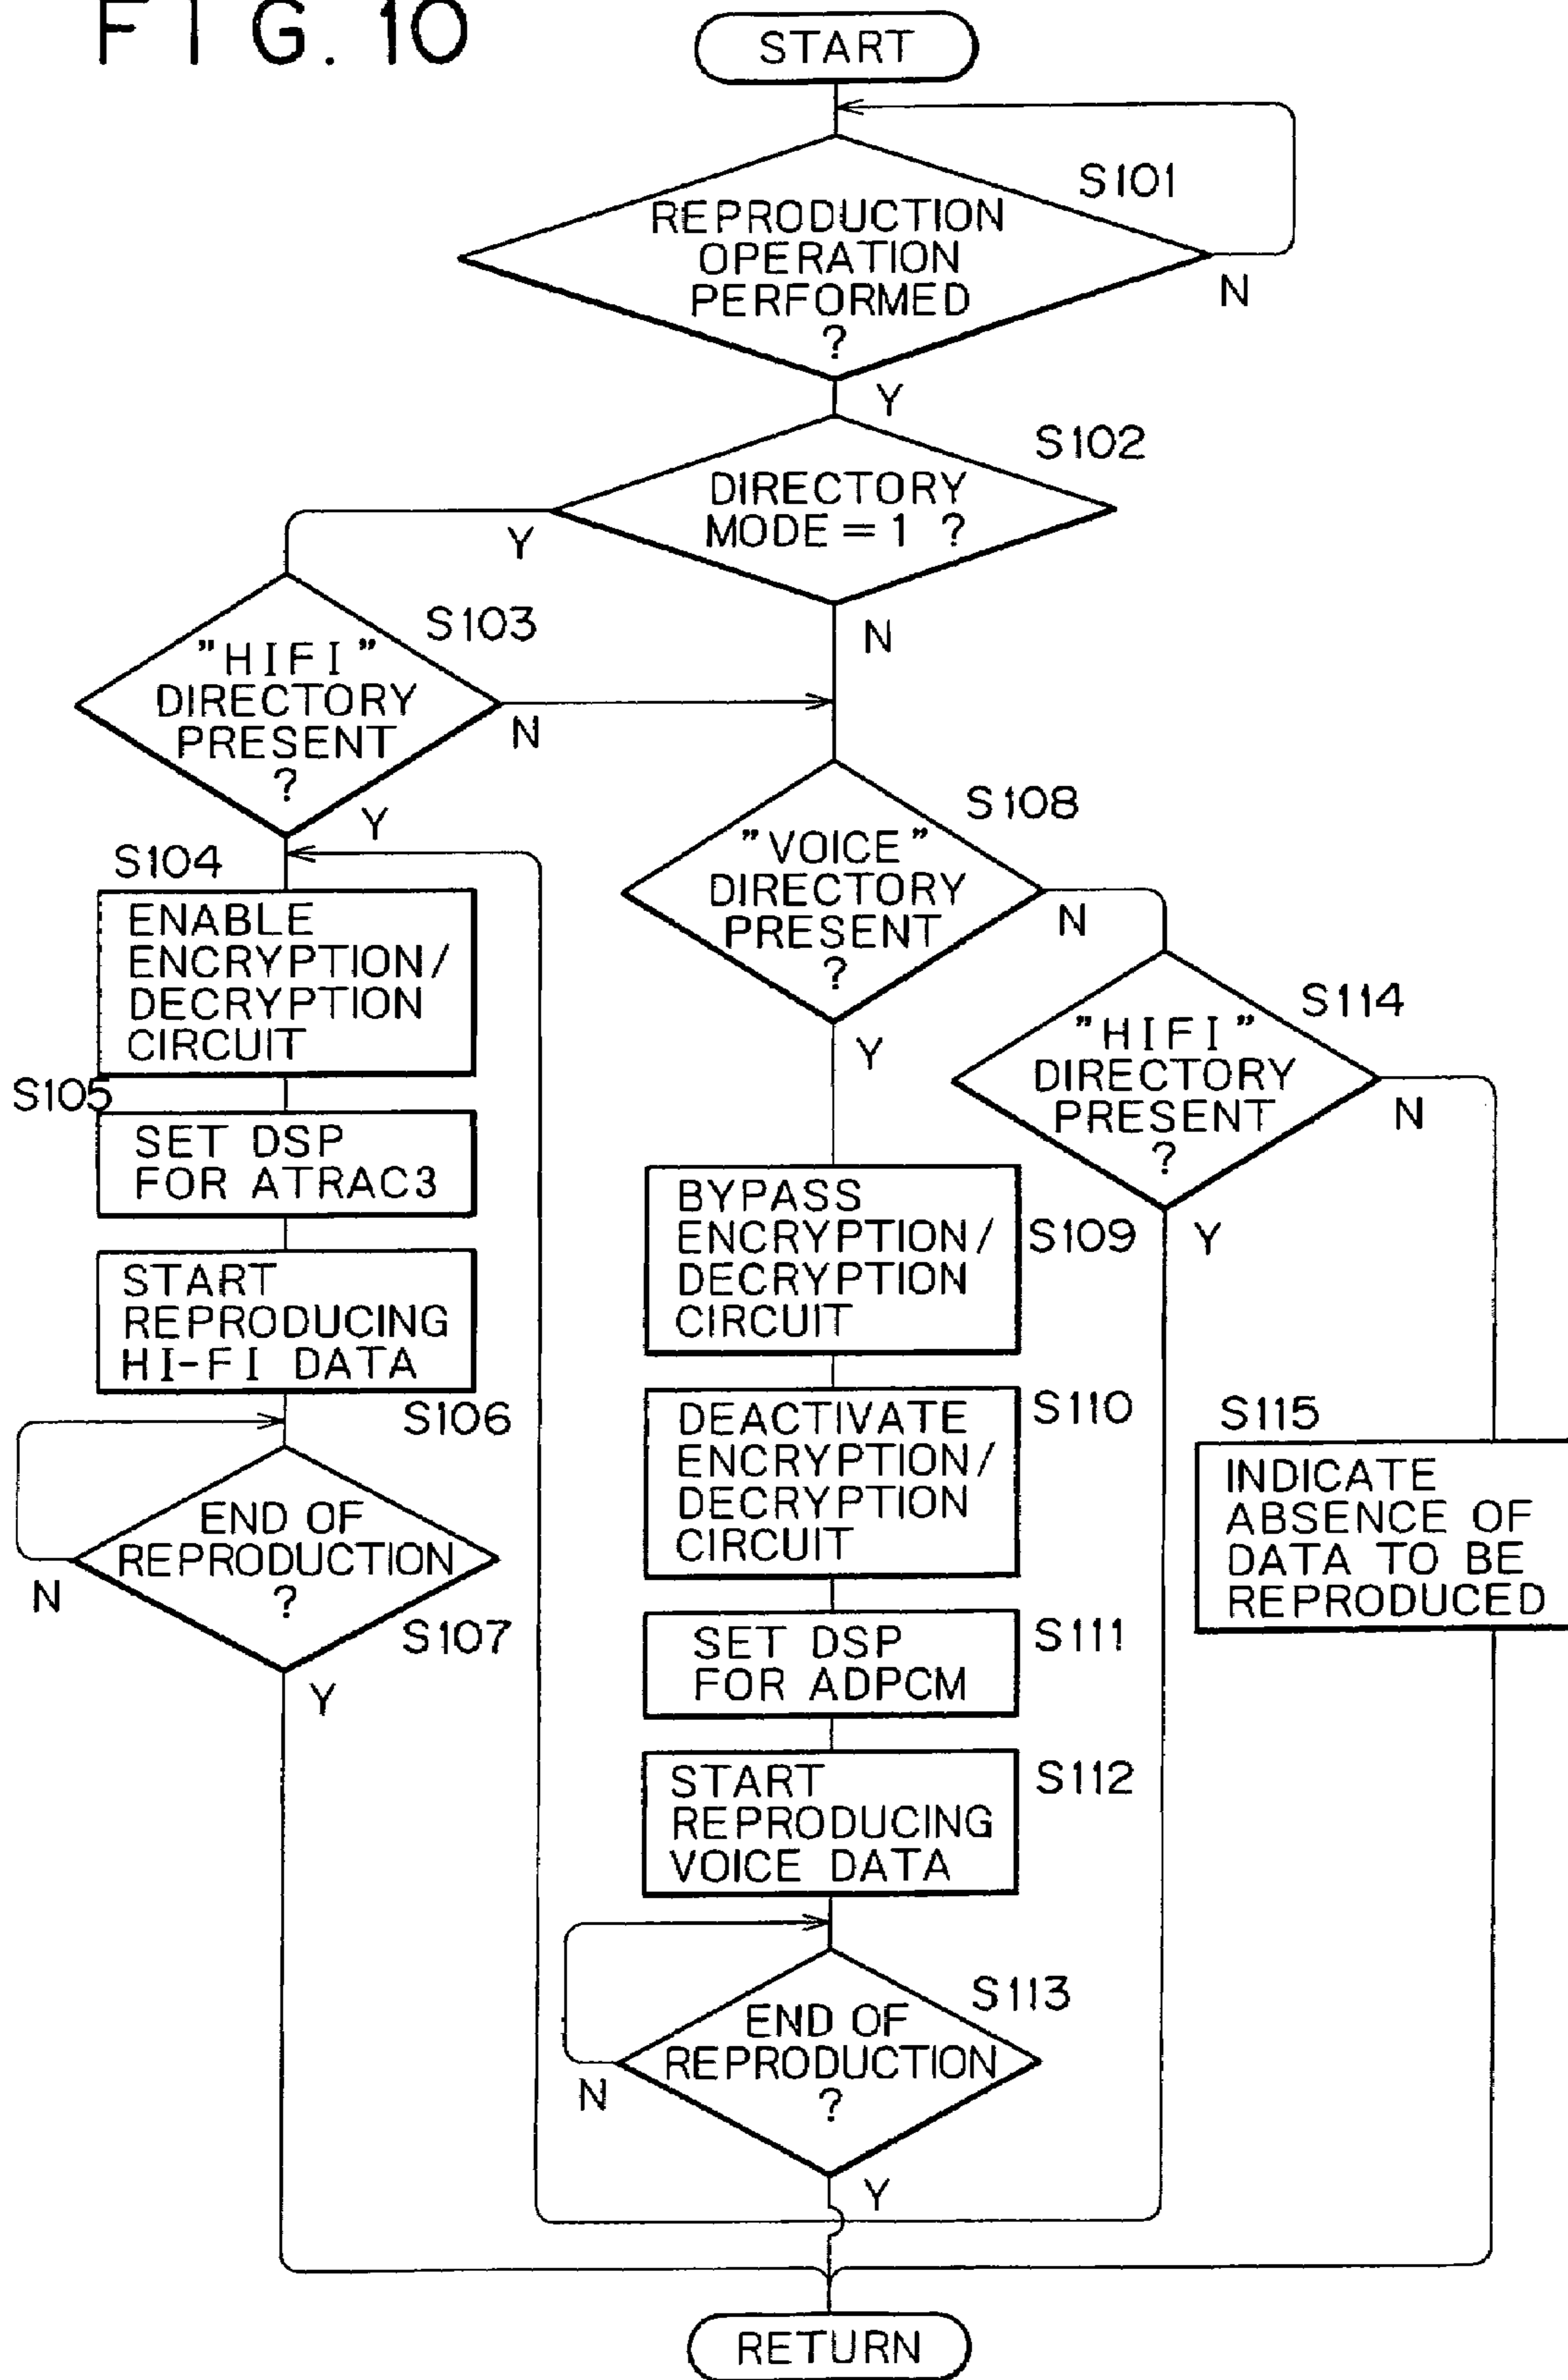 FIG. 10
START
S101
REPRODUCTION
OPERATION
PERFORMED
?
N
Y
S102
DIRECTORY
MODE = 1 ?
Y
N
S103
"HIFI"
DIRECTORY
PRESENT
?
N
Y
S104
ENABLE
ENCRYPTION/
DECRYPTION
CIRCUIT
S105
SET DSP
FOR ATRAC3
START
REPRODUCING
HI-FI DATA
S106
END OF
REPRODUCTION
?
N
S107
Y
S108
"VOICE"
DIRECTORY
PRESENT
?
N
Y
BYPASS
ENCRYPTION/
DECRYPTION
CIRCUIT
S109
DEACTIVATE
ENCRYPTION/
DECRYPTION
CIRCUIT
S110
SET DSP
FOR ADPCM
S111
START
REPRODUCING
VOICE DATA
S112
S113
END OF
REPRODUCTION
?
N
Y
S114
"HIFI"
DIRECTORY
PRESENT
?
N
Y
S115
INDICATE
ABSENCE OF
DATA TO BE
REPRODUCED
RETURN